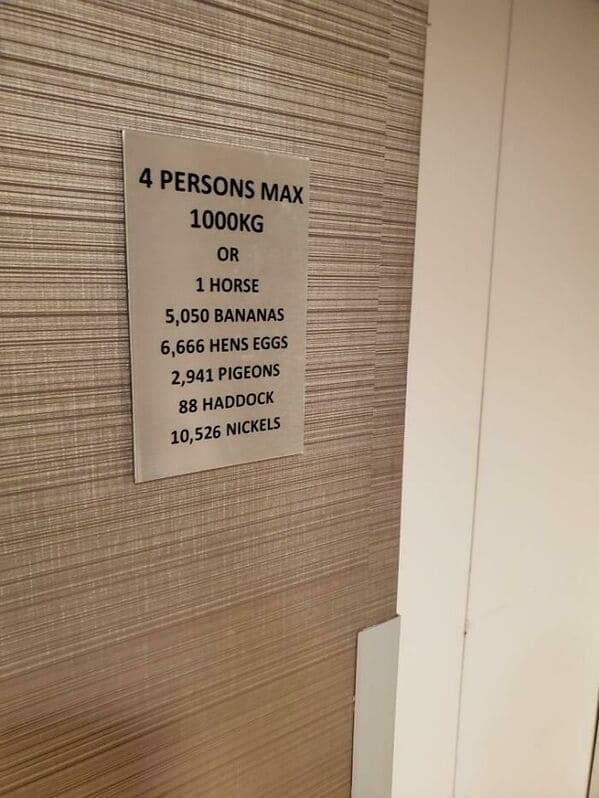 4 PERSONS MAX
1000KG
OR
1 HORSE
5,050 BANANAS
6,666 HENS EGGS
2,941 PIGEONS
88 HADDOCK
10,526 NICKELS